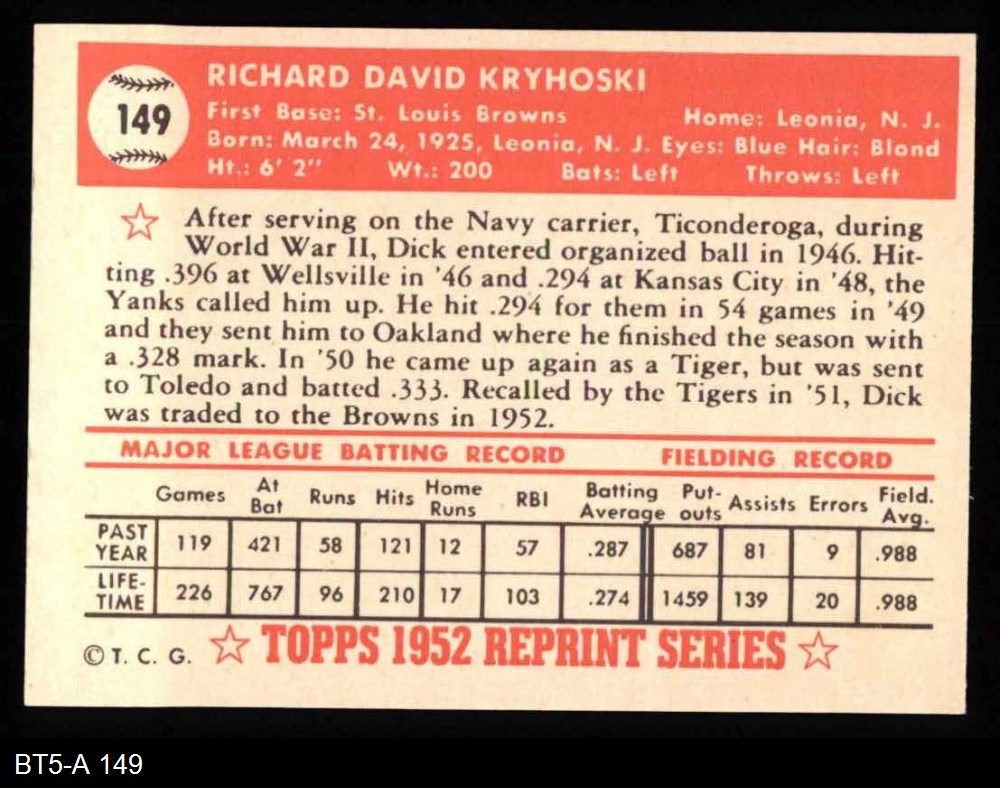 149
RICHARD DAVID KRYHOSKI
First Base: St. Louis Browns Home: Leonia, N. J.
Born: March 24, 1925, Leonia, N. J. Eyes: Blue Hair: Blond
Ht.: 6' 2" Wt.: 200 Bats: Left Throws: Left
After serving on the Navy carrier, Ticonderoga, during
World War II, Dick entered organized ball in 1946. Hit-
ting .396 at Wellsville in '46 and .294 at Kansas City in '48, the
Yanks called him up. He hit .294 for them in 54 games in '49
and they sent him to Oakland where he finished the season with
a .328 mark. In '50 he came up again as a Tiger, but was sent
to Toledo and batted .333. Recalled by the Tigers in '51, Dick
was traded to the Browns in 1952.
MAJOR LEAGUE BATTING RECORD FIELDING RECORD
Games At Bat Runs Hits Home Runs RBI Batting Average Put-outs Assists Errors Field. Avg.
PAST YEAR 119 421 58 121 12 57 .287 687 81 9 .988
LIFE-TIME 226 767 96 210 17 103 .274 1459 139 20 .988
© T. C. G. TOPPS 1952 REPRINT SERIES
BT5-A 149